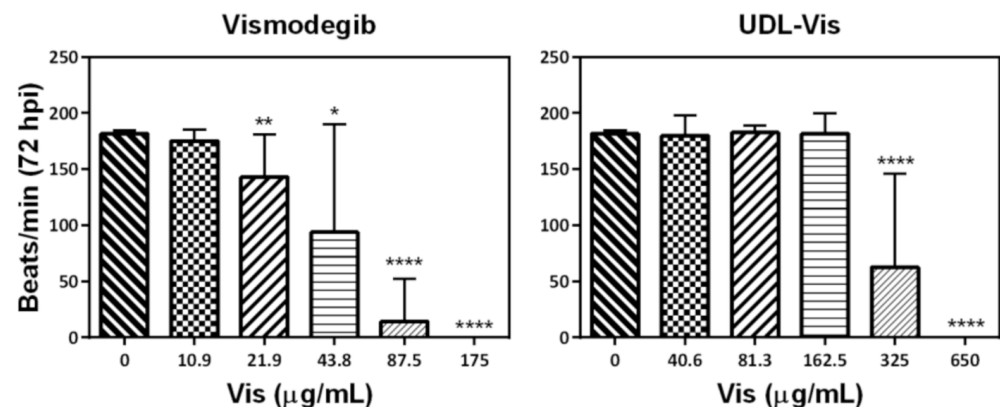 Vismodegib
Beats/min (72 hpi)
250
200
150
100
50
0
**
*
****
****
0 10.9 21.9 43.8 87.5 175
Vis (μg/mL)
UDL-Vis
250
200
150
100
50
0
****
****
0 40.6 81.3 162.5 325 650
Vis (μg/mL)